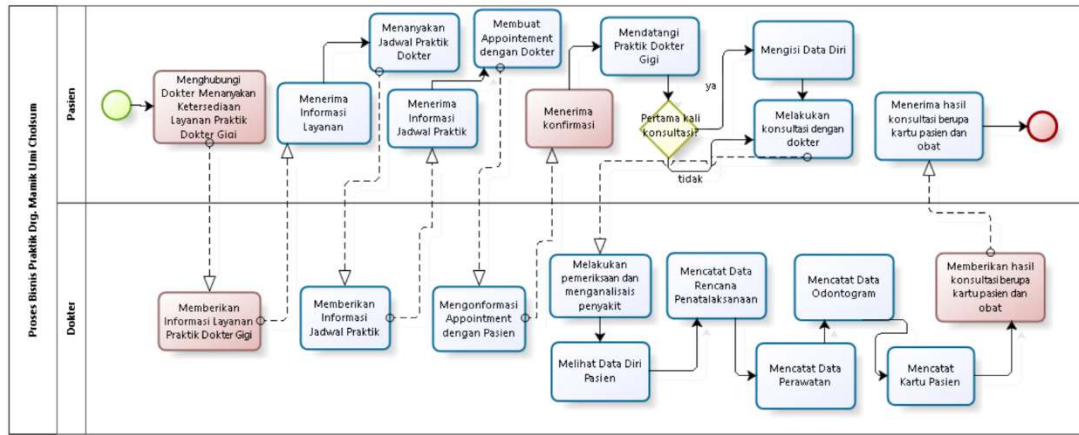 Proses Bisnis Praktik Drg. Mamik Umi Cholsum
Pasien
Menghubungi
Dokter Menanyakan
Ketersediaan
Layanan Praktik
Dokter Gigi
Menerima
Informasi
Layanan
Menanyakan
Jadwal Praktik
Dokter
Menerima
Informasi
Jadwal Praktik
Membuat
Appointement
dengan Dokter
Menerima
konfirmasi
Mendatangi
Praktik Dokter
Gigi
Pertama kali
konsultasi?
ya
tidak
Mengisi Data Diri
Melakukan
konsultasi dengan
dokter
Menerima hasil
konsultasi berupa
kartu pasien dan
obat
Dokter
Memberikan
Informasi Layanan
Praktik Dokter Gigi
Memberikan
Informasi
Jadwal Praktik
Mengonformasi
Appointment
dengan Pasien
Melakukan
pemeriksaan dan
menganalisis
penyakit
Melihat Data Diri
Pasien
Mencatat Data
Rencana
Penatalaksanaan
Mencatat Data
Perawatan
Mencatat Data
Odontogram
Mencatat
Kartu Pasien
Memberikan hasil
konsultasi berupa
kartu pasien dan
obat